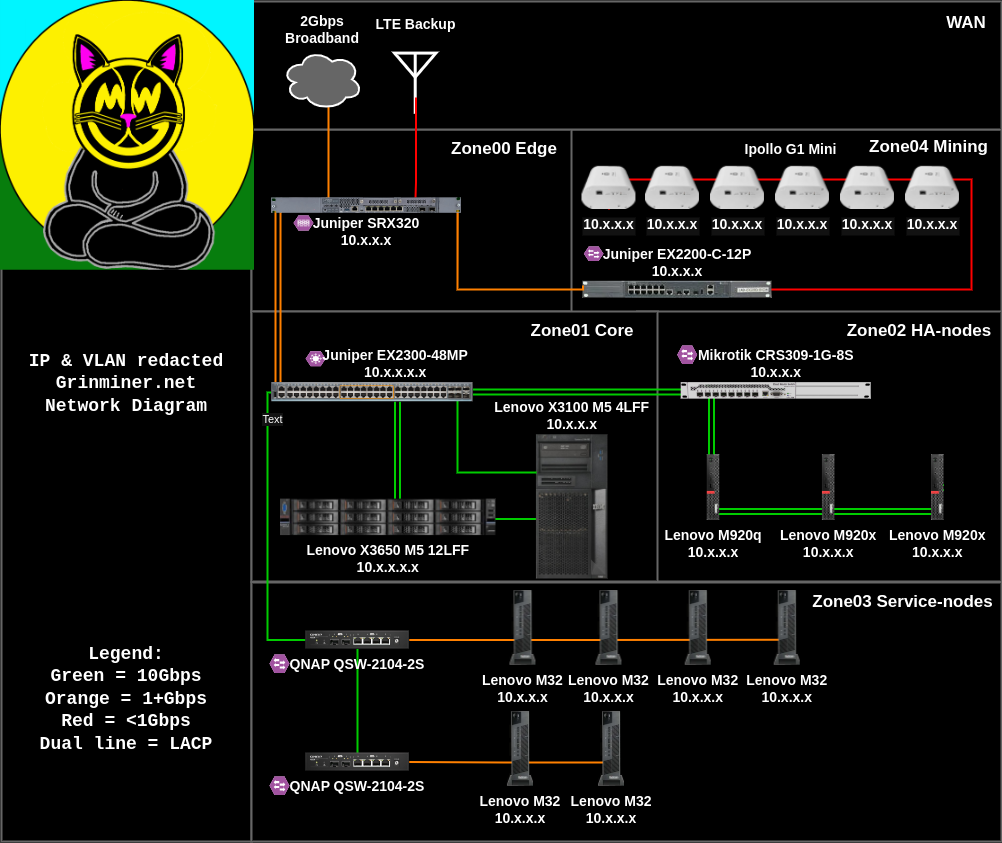 MW
2Gbps
Broadband
LTE Backup
WAN
Zone00 Edge
Juniper SRX320
10.x.x.x
Zone04 Mining
Ipollo G1 Mini
10.x.x.x
10.x.x.x
10.x.x.x
10.x.x.x
10.x.x.x
10.x.x.x
Juniper EX2200-C-12P
10.x.x.x
IP & VLAN redacted
Grinminer.net
Network Diagram
Zone01 Core
Juniper EX2300-48MP
10.x.x.x.x
Text
Lenovo X3100 M5 4LFF
10.x.x.x
Lenovo X3650 M5 12LFF
10.x.x.x.x
Zone02 HA-nodes
Mikrotik CRS309-1G-8S
10.x.x.x
Lenovo M920q
10.x.x.x
Lenovo M920x
10.x.x.x
Lenovo M920x
10.x.x.x
Zone03 Service-nodes
QNAP QSW-2104-2S
Lenovo M32
10.x.x.x
Lenovo M32
10.x.x.x
Lenovo M32
10.x.x.x
Lenovo M32
10.x.x.x
QNAP QSW-2104-2S
Lenovo M32
10.x.x.x
Lenovo M32
10.x.x.x
Legend:
Green = 10Gbps
Orange = 1+Gbps
Red = <1Gbps
Dual line = LACP